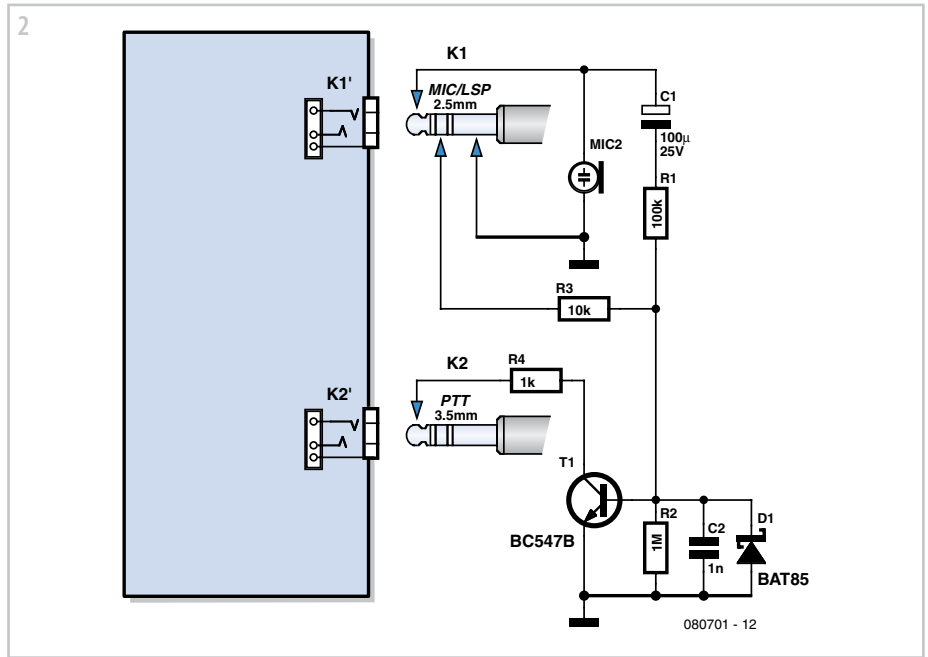 2
K1
K1'
MIC/LSP
2.5mm
C1
100µ
25V
MIC2
R1
100k
R3
10k
K2
R4
1k
K2'
PTT
3.5mm
T1
BC547B
R2
1M
C2
1n
D1
BAT85
080701 - 12